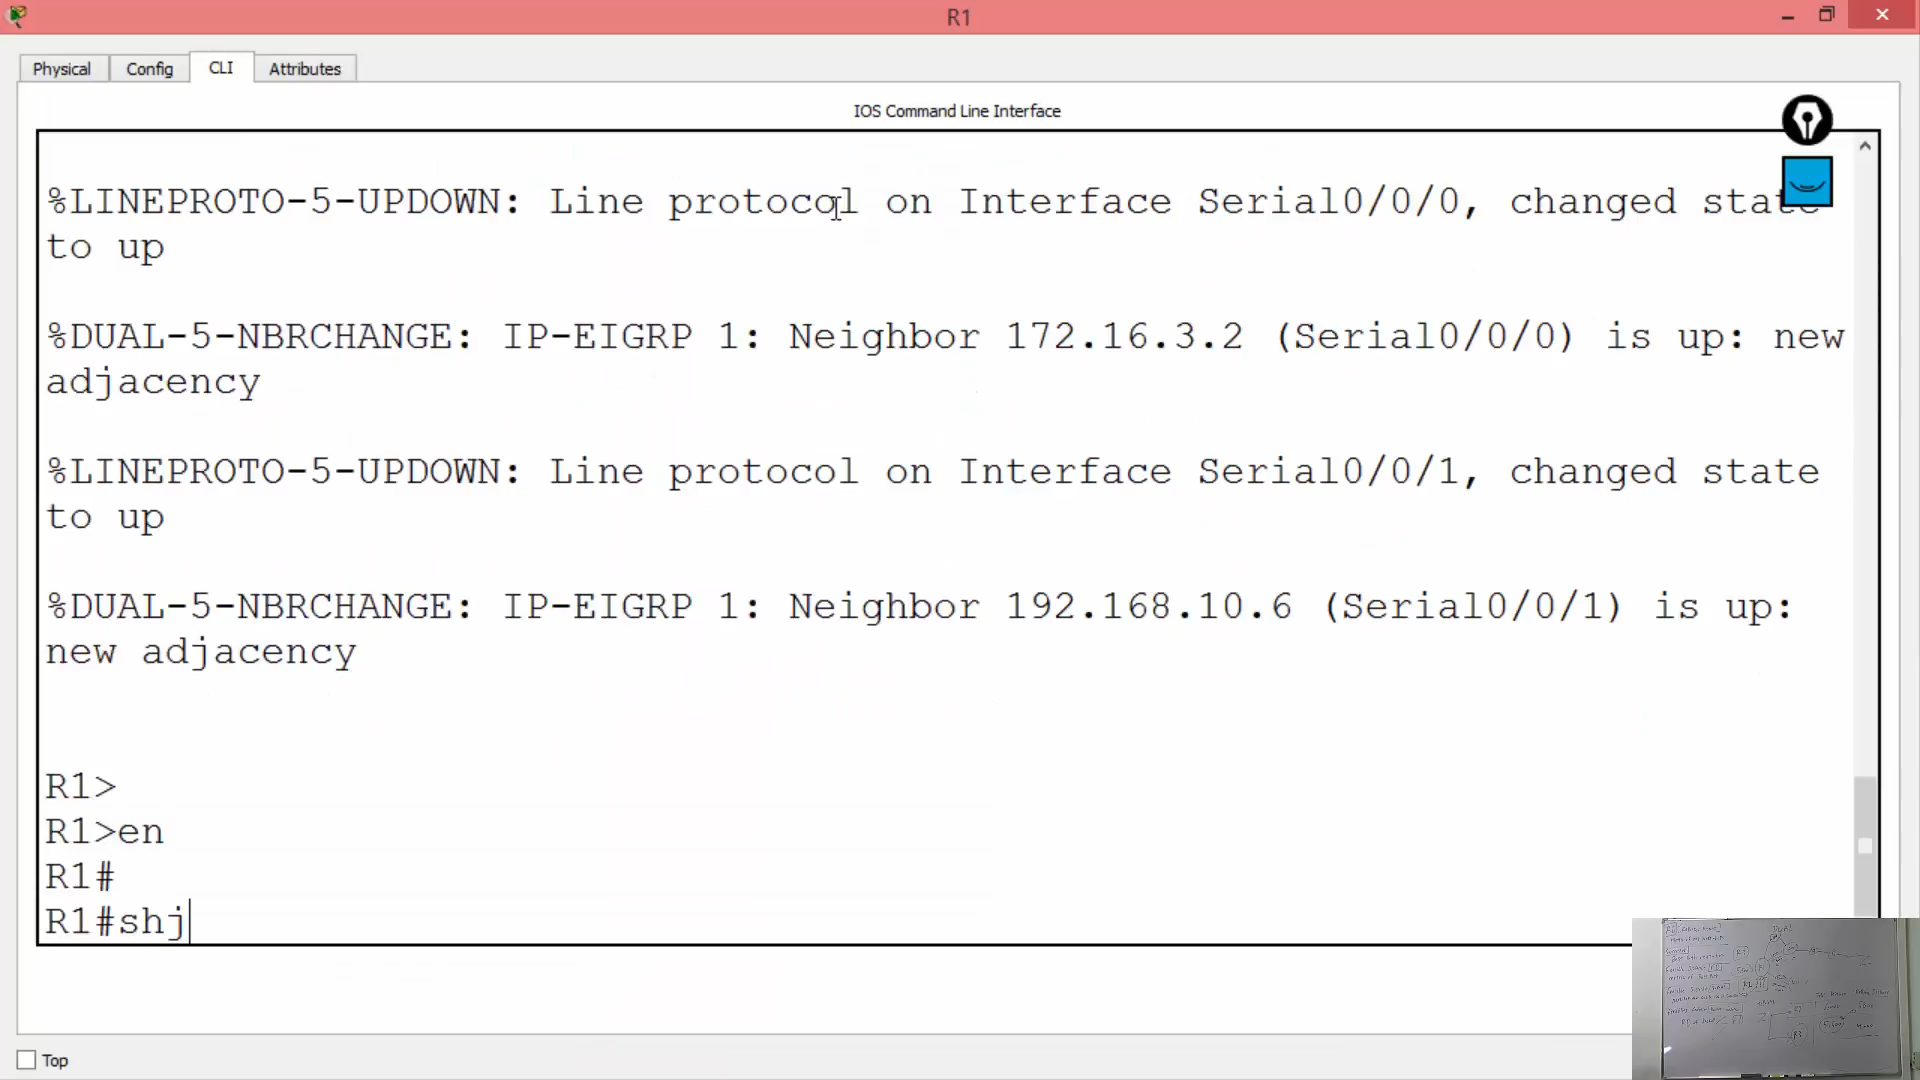 R1
Physical
Config
CLI
Attributes
IOS Command Line Interface
%LINEPROTO-5-UPDOWN: Line protocol on Interface Serial0/0/0, changed state
to up
%DUAL-5-NBRCHANGE: IP-EIGRP 1: Neighbor 172.16.3.2 (Serial0/0/0) is up: new
adjacency
%LINEPROTO-5-UPDOWN: Line protocol on Interface Serial0/0/1, changed state
to up
%DUAL-5-NBRCHANGE: IP-EIGRP 1: Neighbor 192.168.10.6 (Serial0/0/1) is up:
new adjacency
R1>
R1>en
R1#
R1#shj
Top
DUAL